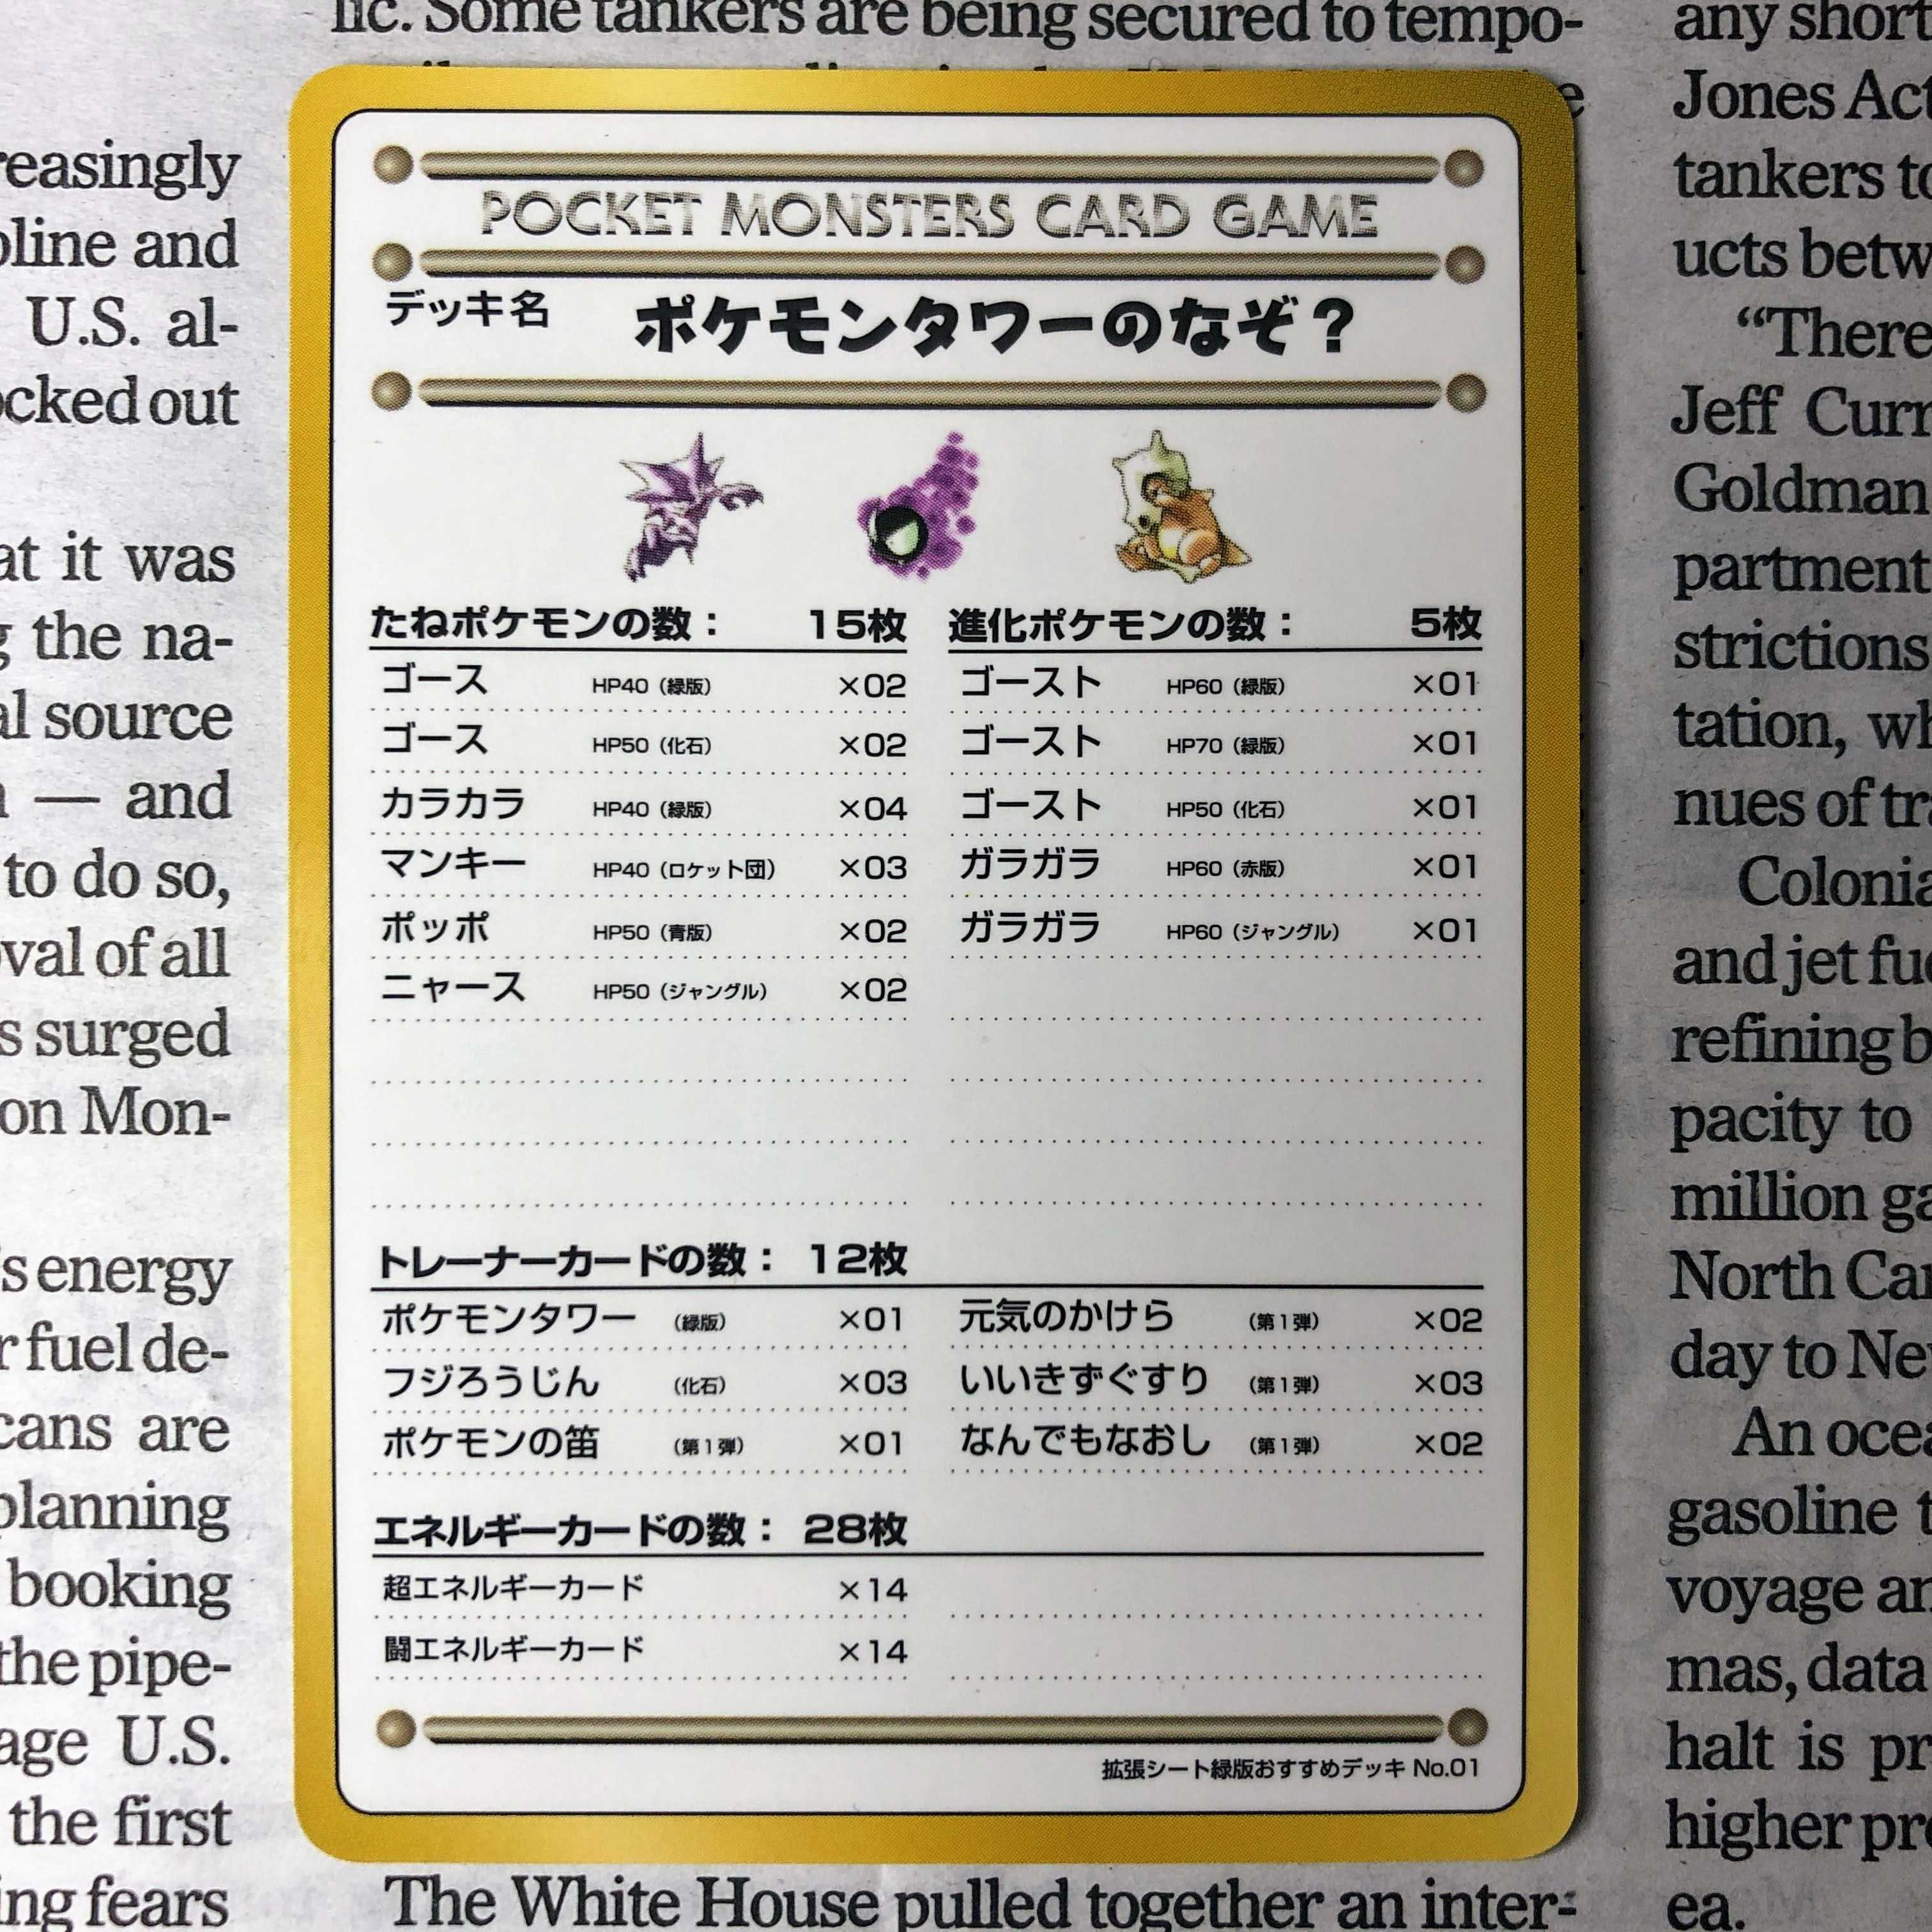 lic. Some tankers are being secured to tempo-
reasingly
oline and
U.S. al-
ocked out
at it was
g the na-
al source
— and
to do so,
oval of all
s surged
on Mon-
's energy
r fuel de-
cans are
planning
booking
the pipe-
age U.S.
the first
ing fears
POCKET MONSTERS CARD GAME
デッキ名 ポケモンタワーのなぞ？
たねポケモンの数： 15枚
ゴース HP40（緑版） ×02
ゴース HP50（化石） ×02
カラカラ HP40（緑版） ×04
マンキー HP40（ロケット団） ×03
ポッポ HP50（青版） ×02
ニャース HP50（ジャングル） ×02
進化ポケモンの数： 5枚
ゴースト HP60（緑版） ×01
ゴースト HP70（緑版） ×01
ゴースト HP50（化石） ×01
ガラガラ HP60（赤版） ×01
ガラガラ HP60（ジャングル） ×01
トレーナーカードの数： 12枚
ポケモンタワー （緑版） ×01
フジろうじん （化石） ×03
ポケモンの笛 （第1弾） ×01
元気のかけら （第1弾） ×02
いいきずぐすり （第1弾） ×03
なんでもなおし （第1弾） ×02
エネルギーカードの数： 28枚
超エネルギーカード ×14
闘エネルギーカード ×14
拡張シート緑版おすすめデッキ No.01
The White House pulled together an inter-
any short
Jones Act
tankers to
ucts betw
“There
Jeff Curr
Goldman
partment
strictions
tation, wh
nues of tra
Colonia
and jet fue
refining b
pacity to
million ga
North Car
day to Nev
An ocea
gasoline t
voyage an
mas, data
halt is pr
higher pre
ea.